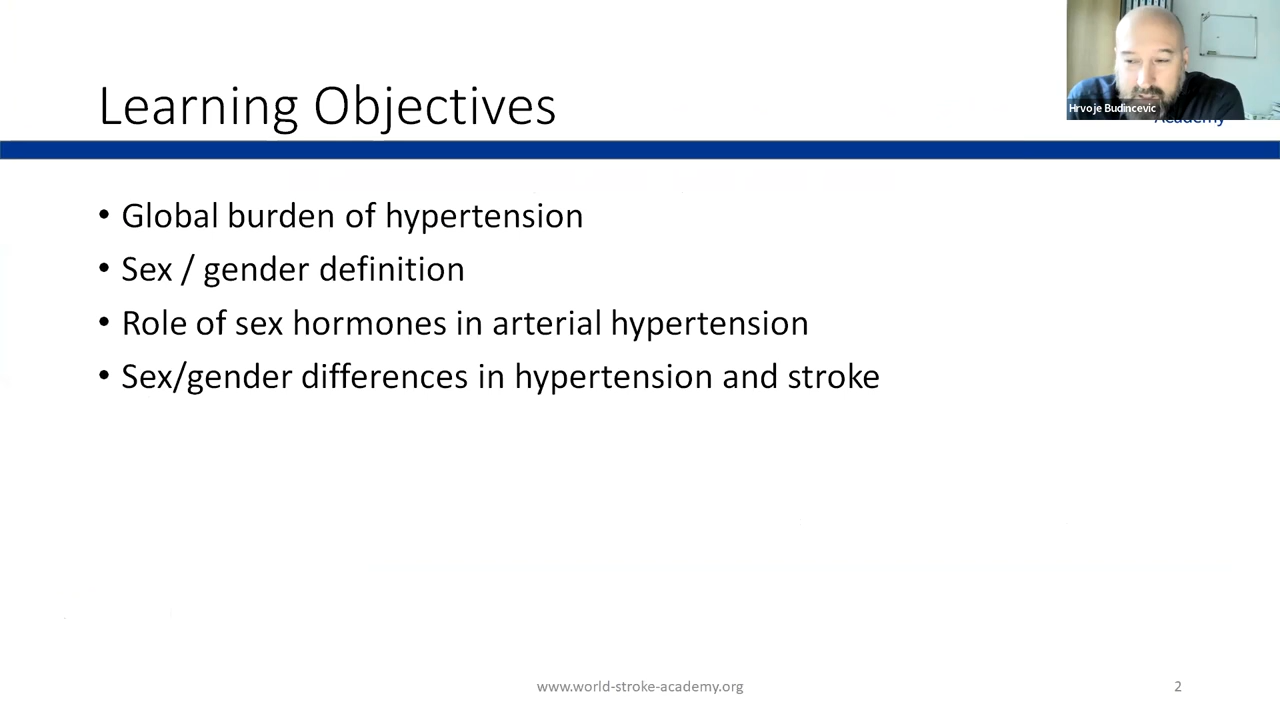 Learning Objectives
Hrvoje Budincevic
Academy
• Global burden of hypertension
• Sex / gender definition
• Role of sex hormones in arterial hypertension
• Sex/gender differences in hypertension and stroke
www.world-stroke-academy.org
2